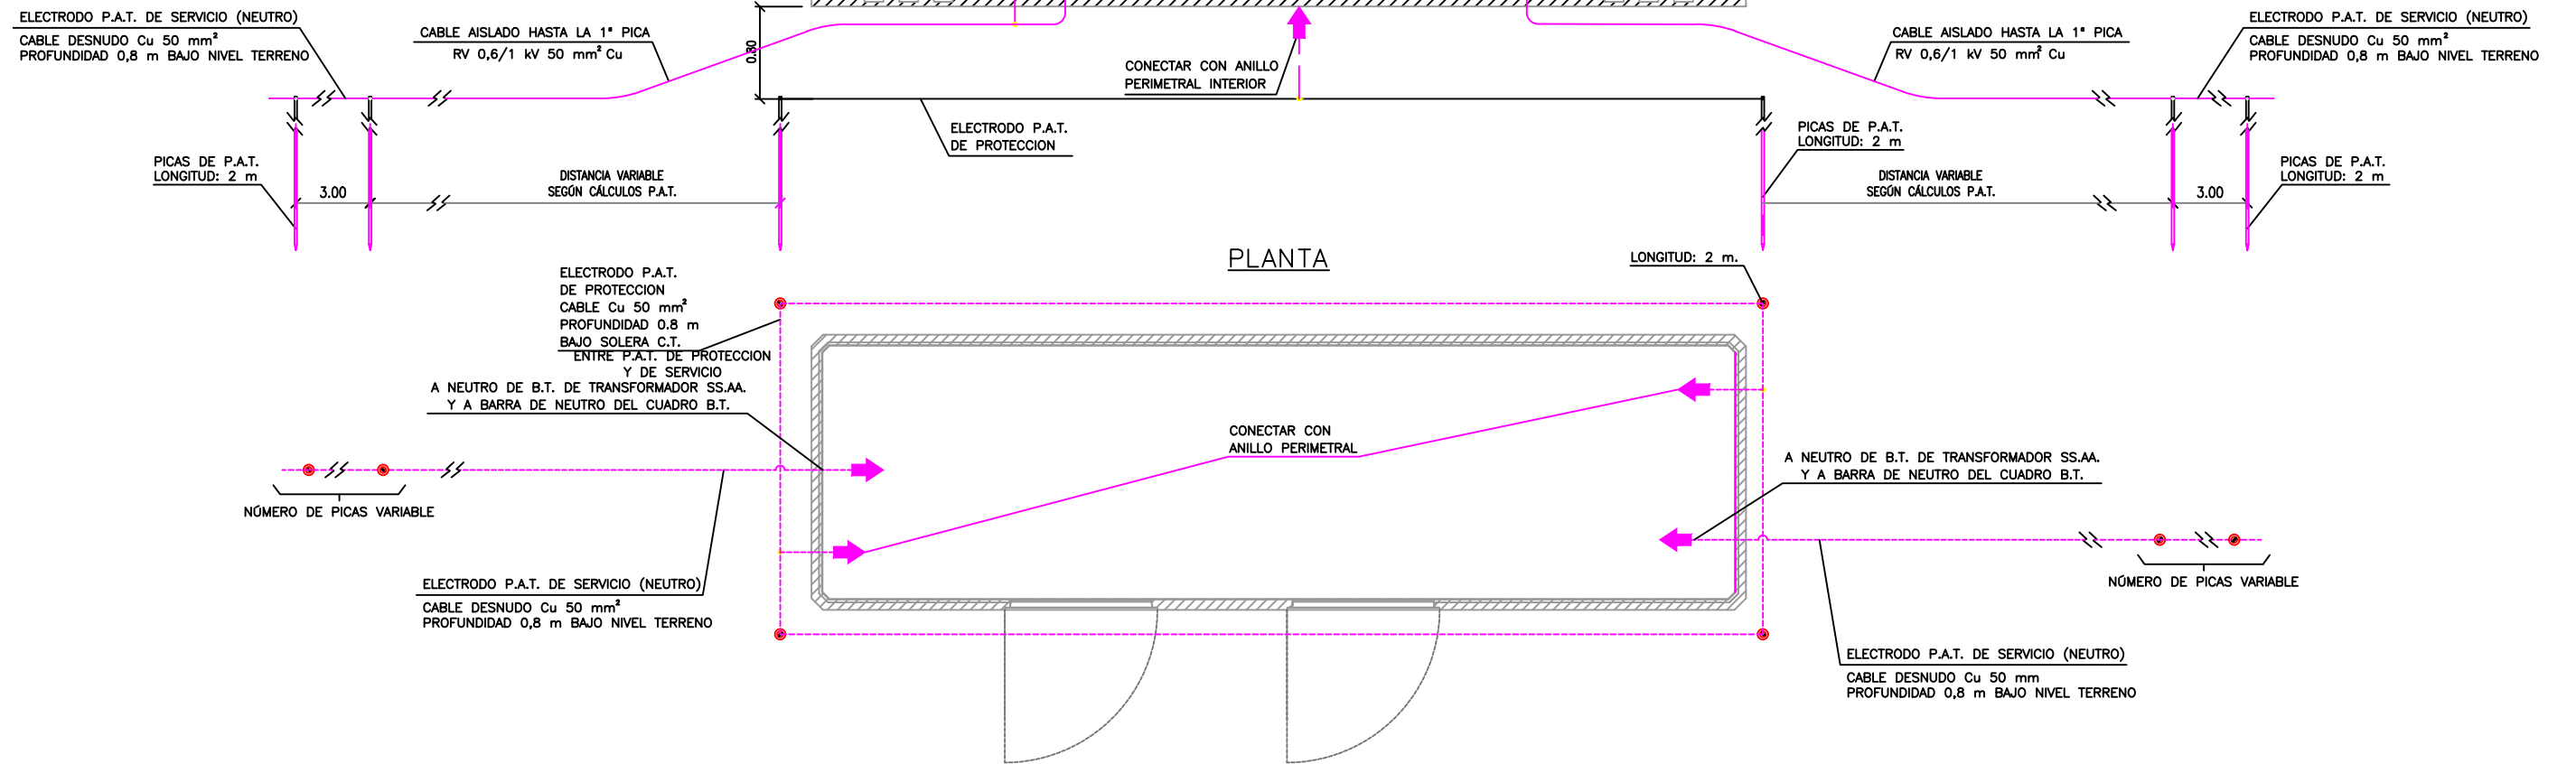 ELECTRODO P.A.T. DE SERVICIO (NEUTRO)
CABLE DESNUDO Cu 50 mm²
PROFUNDIDAD 0,8 m BAJO NIVEL TERRENO
CABLE AISLADO HASTA LA 1ª PICA
RV 0,6/1 kV 50 mm² Cu
0.80
CONECTAR CON ANILLO
PERIMETRAL INTERIOR
CABLE AISLADO HASTA LA 1ª PICA
RV 0,6/1 kV 50 mm² Cu
ELECTRODO P.A.T. DE SERVICIO (NEUTRO)
CABLE DESNUDO Cu 50 mm²
PROFUNDIDAD 0,8 m BAJO NIVEL TERRENO
ELECTRODO P.A.T.
DE PROTECCION
PICAS DE P.A.T.
LONGITUD: 2 m
PICAS DE P.A.T.
LONGITUD: 2 m
PICAS DE P.A.T.
LONGITUD: 2 m
3.00
DISTANCIA VARIABLE
SEGÚN CÁLCULOS P.A.T.
DISTANCIA VARIABLE
SEGÚN CÁLCULOS P.A.T.
3.00
PLANTA
LONGITUD: 2 m.
ELECTRODO P.A.T.
DE PROTECCION
CABLE Cu 50 mm²
PROFUNDIDAD 0.8 m
BAJO SOLERA C.T.
ENTRE P.A.T. DE PROTECCION
Y DE SERVICIO
A NEUTRO DE B.T. DE TRANSFORMADOR SS.AA.
Y A BARRA DE NEUTRO DEL CUADRO B.T.
CONECTAR CON
ANILLO PERIMETRAL
A NEUTRO DE B.T. DE TRANSFORMADOR SS.AA.
Y A BARRA DE NEUTRO DEL CUADRO B.T.
NÚMERO DE PICAS VARIABLE
NÚMERO DE PICAS VARIABLE
ELECTRODO P.A.T. DE SERVICIO (NEUTRO)
CABLE DESNUDO Cu 50 mm²
PROFUNDIDAD 0,8 m BAJO NIVEL TERRENO
ELECTRODO P.A.T. DE SERVICIO (NEUTRO)
CABLE DESNUDO Cu 50 mm
PROFUNDIDAD 0,8 m BAJO NIVEL TERRENO